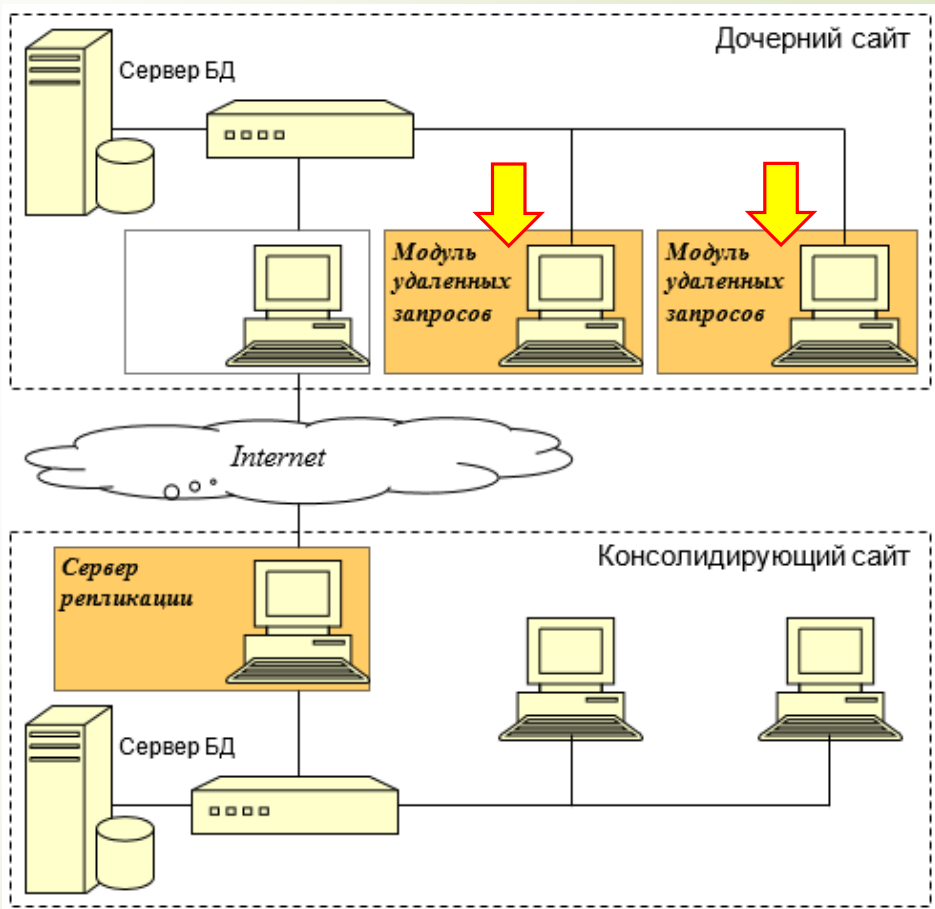 Дочерний сайт
Сервер БД
Модуль
удаленных
запросов
Модуль
удаленных
запросов
Internet
Консолидирующий сайт
Сервер
репликации
Сервер БД